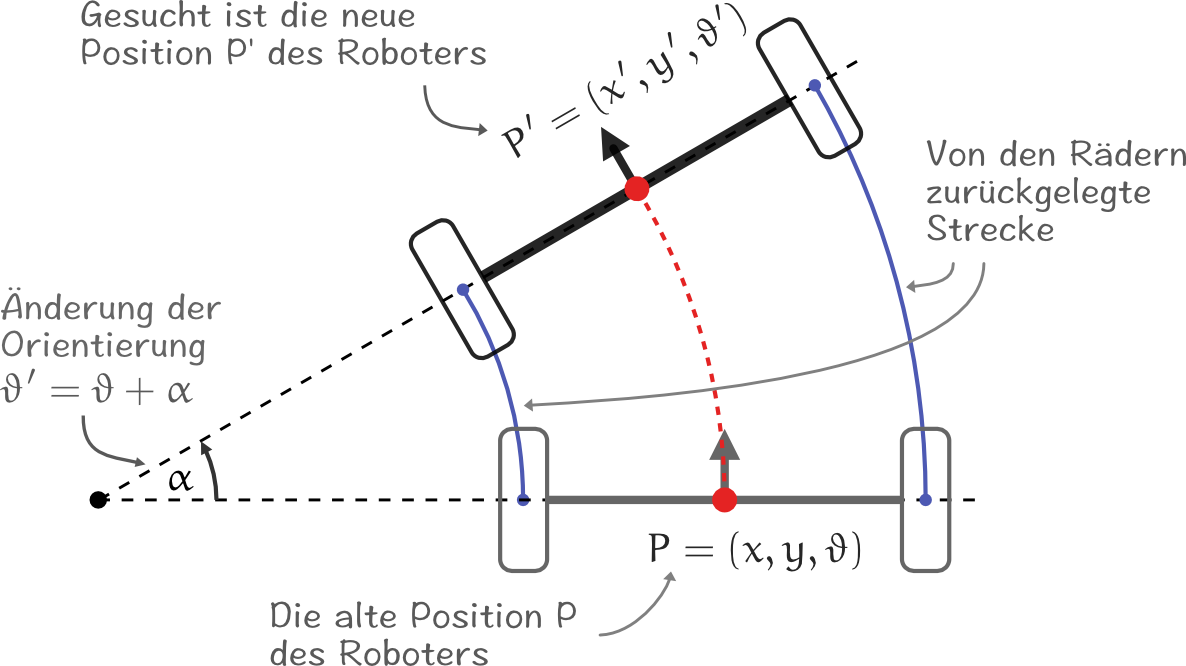 Gesucht ist die neue
Position P' des Roboters
P′ = (x′, y′, ϑ′)
Von den Rädern
zurückgelegte
Strecke
Änderung der
Orientierung
ϑ′ = ϑ + α
α
P = (x, y, ϑ)
Die alte Position P
des Roboters